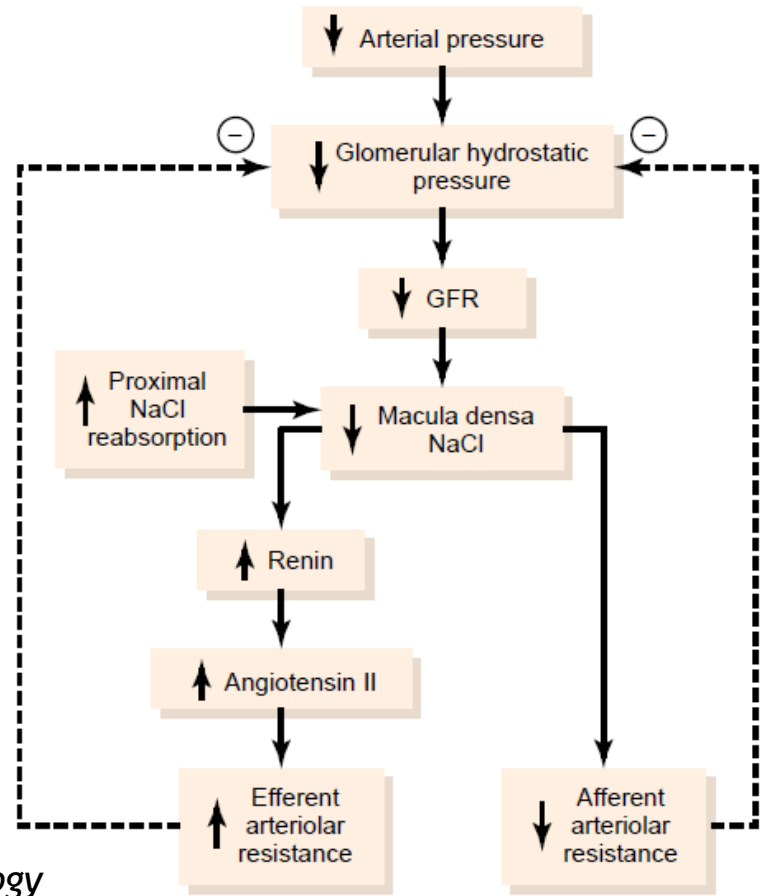 Arterial pressure
−
−
Glomerular hydrostatic
pressure
GFR
Proximal
NaCl
reabsorption
Macula densa
NaCl
Renin
Angiotensin II
Efferent
arteriolar
resistance
Afferent
arteriolar
resistance